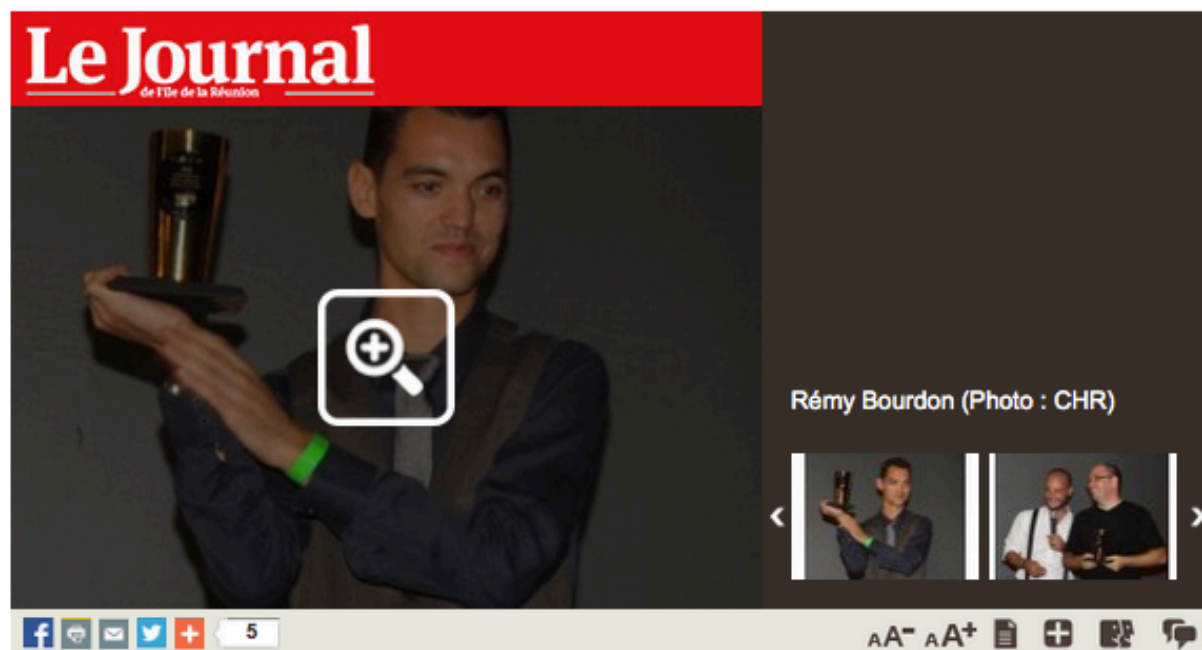 Le Journal
de l'Ile de la Réunion
Rémy Bourdon (Photo : CHR)
5
AA- AA+